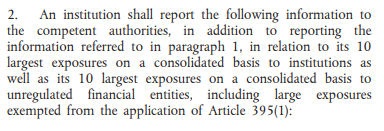 2. An institution shall report the following information to
the competent authorities, in addition to reporting the
information referred to in paragraph 1, in relation to its 10
largest exposures on a consolidated basis to institutions as
well as its 10 largest exposures on a consolidated basis to
unregulated financial entities, including large exposures
exempted from the application of Article 395(1):